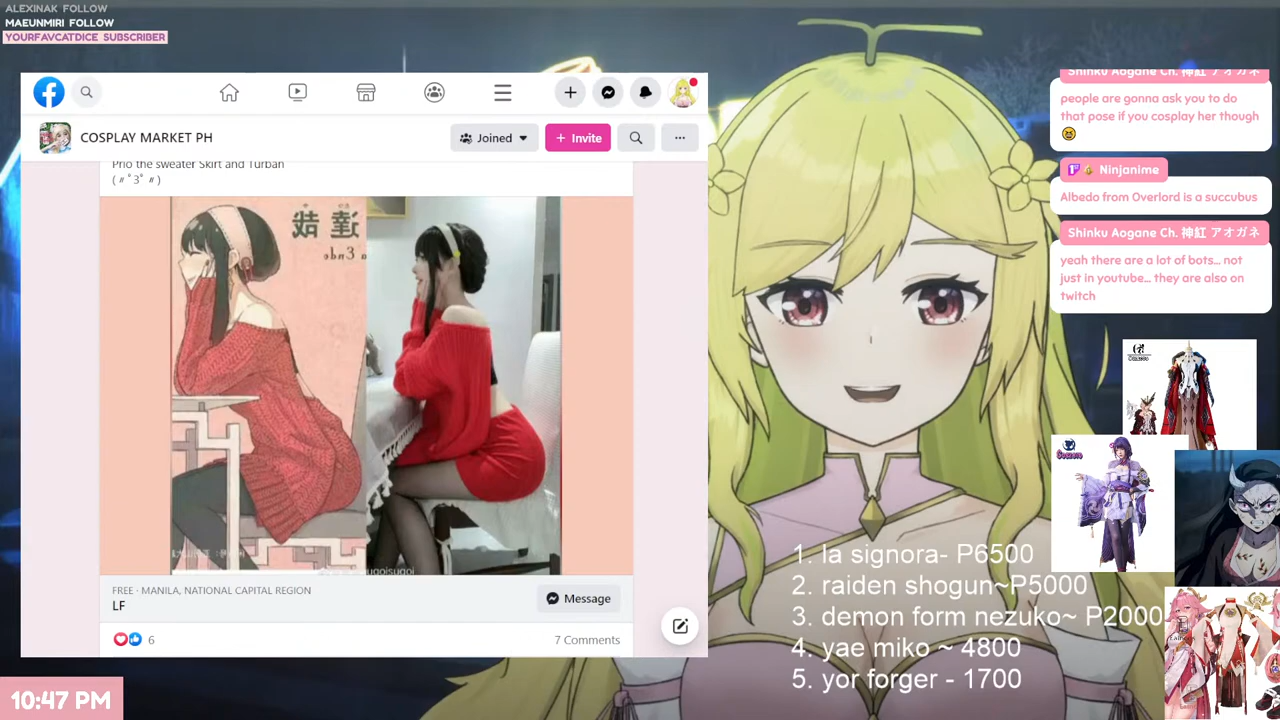 ALEXINAK FOLLOW
MAEUNMIRI FOLLOW
YOURFAVCATDICE SUBSCRIBER
COSPLAY MARKET PH
Joined
+ Invite
Prio the sweater Skirt and Turban
(〃ﾟ3ﾟ〃)
FREE · MANILA, NATIONAL CAPITAL REGION
LF
Message
6
7 Comments
10:47 PM
Shinku Aogane Ch. 神紅 アオガネ
people are gonna ask you to do
that pose if you cosplay her though
Ninjanime
Albedo from Overlord is a succubus
Shinku Aogane Ch. 神紅 アオガネ
yeah there are a lot of bots... not
just in youtube... they are also on
twitch
1. la signora- P6500
2. raiden shogun~P5000
3. demon form nezuko~ P2000
4. yae miko ~ 4800
5. yor forger - 1700